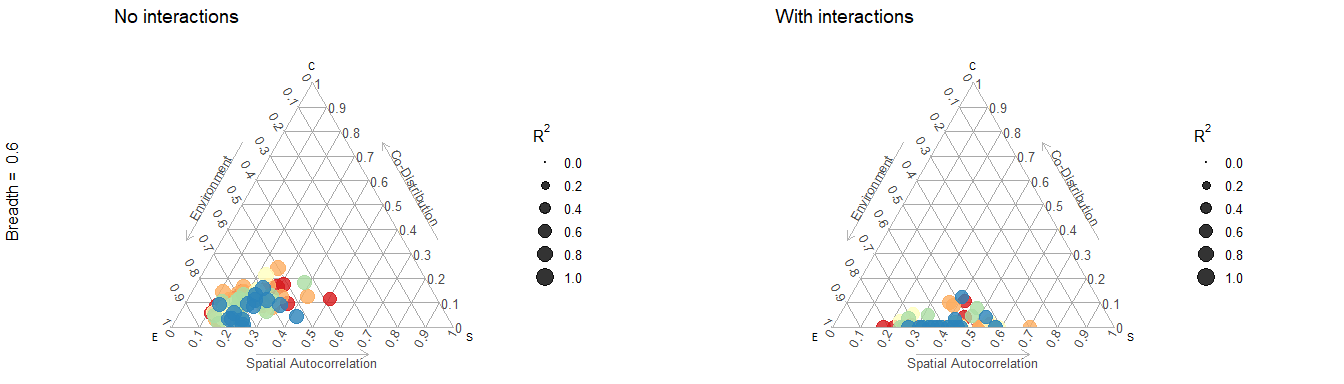 No interactions
With interactions
Breadth = 0.6
C
0 1
0.1 0.9
0.2 0.8
0.3 0.7
0.4 0.6
0.5 0.5
0.6 0.4
0.7 0.3
0.8 0.2
0.9 0.1
1 0
E
S
0 0.1 0.2 0.3 0.4 0.5 0.6 0.7 0.8 0.9 1
Environment
Co-Distribution
Spatial Autocorrelation
R2
0.0
0.2
0.4
0.6
0.8
1.0
C
0 1
0.1 0.9
0.2 0.8
0.3 0.7
0.4 0.6
0.5 0.5
0.6 0.4
0.7 0.3
0.8 0.2
0.9 0.1
1 0
E
S
0 0.1 0.2 0.3 0.4 0.5 0.6 0.7 0.8 0.9 1
Environment
Co-Distribution
Spatial Autocorrelation
R2
0.0
0.2
0.4
0.6
0.8
1.0